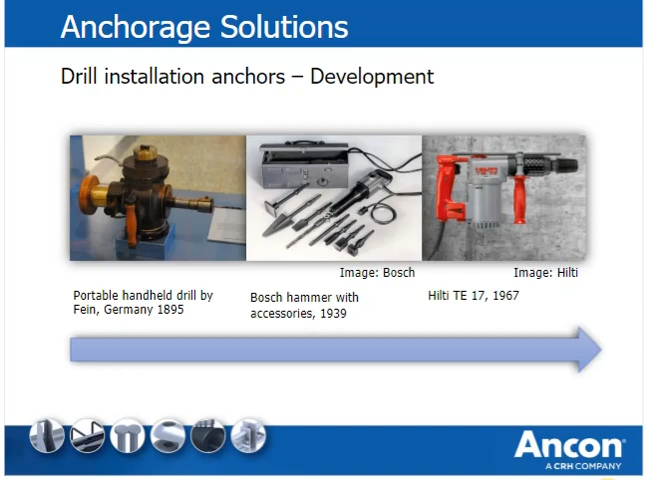 Anchorage Solutions
Drill installation anchors – Development
Image: Bosch
Image: Hilti
Portable handheld drill by
Fein, Germany 1895
Bosch hammer with
accessories, 1939
Hilti TE 17, 1967
Ancon®
A CRH COMPANY